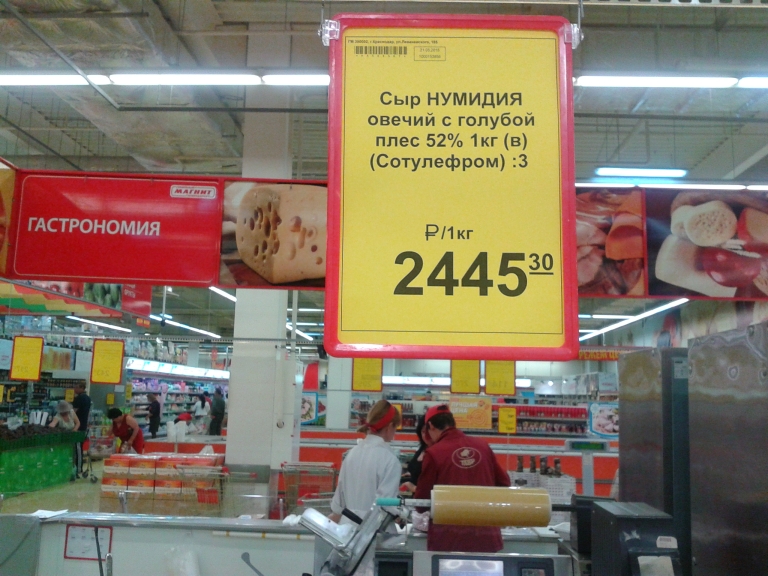 Сыр НУМИДИЯ
овечий с голубой
плес 52% 1кг (в)
(Сотулефром) :3
₽/1кг
2445 30
МАГНИТ
ГАСТРОНОМИЯ